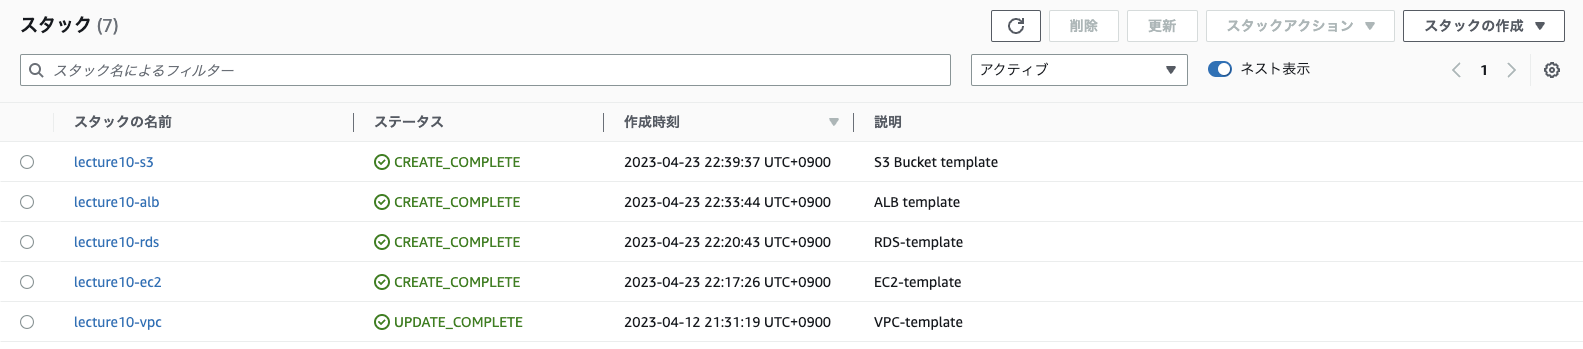 スタック (7) 削除 更新 スタックアクション ▼ スタックの作成 ▼
スタック名によるフィルター アクティブ ▼ ネスト表示 < 1 >
スタックの名前 ステータス 作成時刻 ▼ 説明
lecture10-s3 CREATE_COMPLETE 2023-04-23 22:39:37 UTC+0900 S3 Bucket template
lecture10-alb CREATE_COMPLETE 2023-04-23 22:33:44 UTC+0900 ALB template
lecture10-rds CREATE_COMPLETE 2023-04-23 22:20:43 UTC+0900 RDS-template
lecture10-ec2 CREATE_COMPLETE 2023-04-23 22:17:26 UTC+0900 EC2-template
lecture10-vpc UPDATE_COMPLETE 2023-04-12 21:31:19 UTC+0900 VPC-template